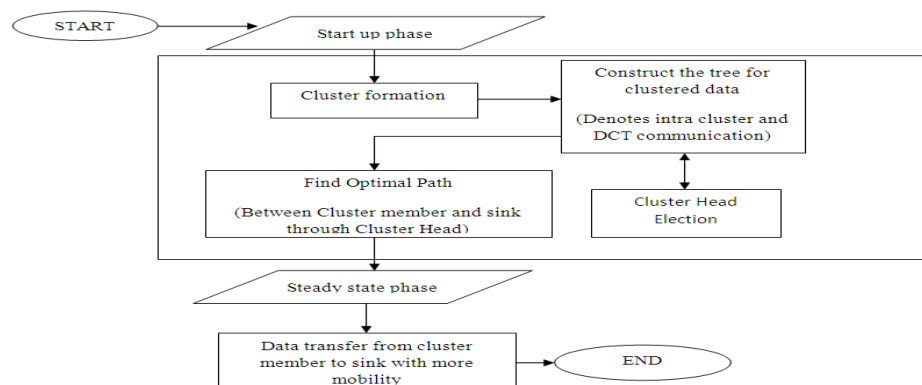 START
Start up phase
Cluster formation
Construct the tree for
clustered data
(Denotes intra cluster and
DCT communication)
Find Optimal Path
(Between Cluster member and sink
through Cluster Head)
Cluster Head
Election
Steady state phase
Data transfer from cluster
member to sink with more
mobility
END